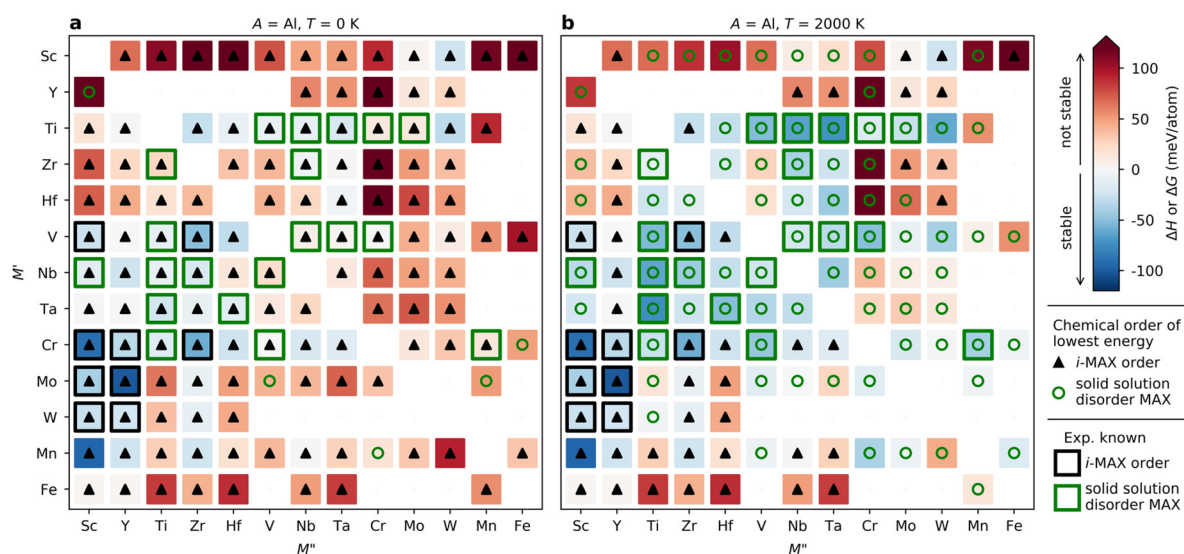 a
A = Al, T = 0 K
Sc
Y
Ti
Zr
Hf
V
Nb
Ta
Cr
Mo
W
Mn
Fe
M'
Sc Y Ti Zr Hf V Nb Ta Cr Mo W Mn Fe
M"
b
A = Al, T = 2000 K
Sc Y Ti Zr Hf V Nb Ta Cr Mo W Mn Fe
M"
not stable
stable
100
50
0
-50
-100
ΔH or ΔG (meV/atom)
Chemical order of
lowest energy
i-MAX order
solid solution
disorder MAX
Exp. known
i-MAX order
solid solution
disorder MAX